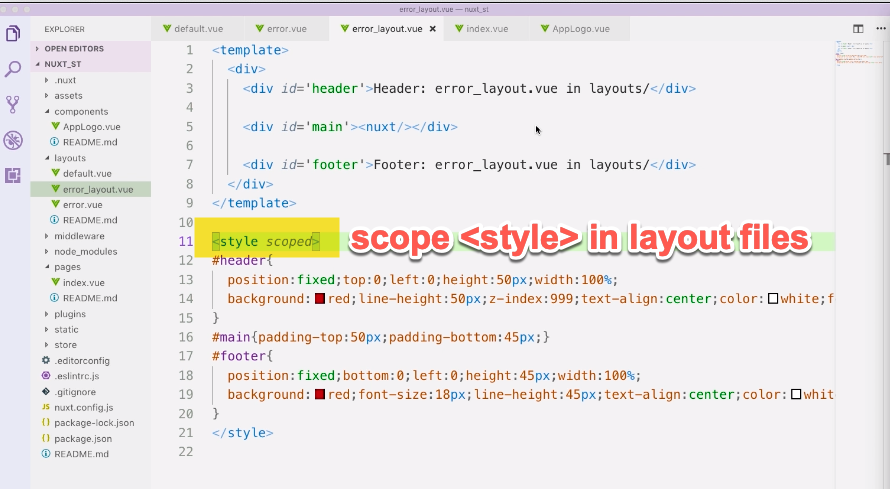 error_layout.vue — nuxt_st
EXPLORER
OPEN EDITORS
NUXT_ST
.nuxt
assets
components
AppLogo.vue
README.md
layouts
default.vue
error_layout.vue
error.vue
README.md
middleware
node_modules
pages
index.vue
README.md
plugins
static
store
.editorconfig
.eslintrc.js
.gitignore
JS nuxt.config.js
{} package-lock.json
{} package.json
README.md
default.vue error.vue error_layout.vue × index.vue AppLogo.vue
1 <template>
2 <div>
3 <div id='header'>Header: error_layout.vue in layouts/</div>
4
5 <div id='main'><nuxt/></div>
6
7 <div id='footer'>Footer: error_layout.vue in layouts/</div>
8 </div>
9 </template>
10
11 <style scoped>
scope <style> in layout files
12 #header{
13 position:fixed;top:0;left:0;height:50px;width:100%;
14 background:red;line-height:50px;z-index:999;text-align:center;color:white;f
15 }
16 #main{padding-top:50px;padding-bottom:45px;}
17 #footer{
18 position:fixed;bottom:0;left:0;height:45px;width:100%;
19 background:red;font-size:18px;line-height:45px;text-align:center;color:whit
20 }
21 </style>
22